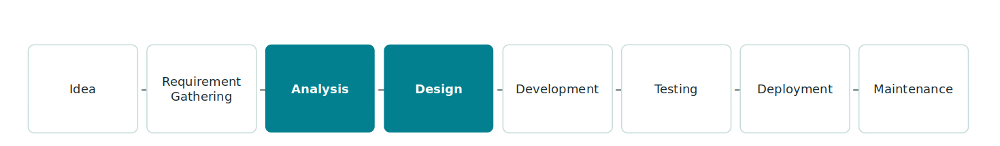 Idea
Requirement
Gathering
Analysis
Design
Development
Testing
Deployment
Maintenance